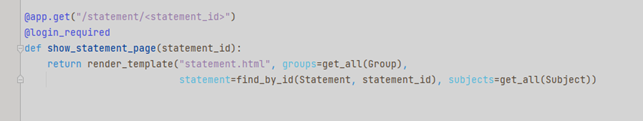 @app.get("/statement/<statement_id>")
@login_required
def show_statement_page(statement_id):
    return render_template("statement.html", groups=get_all(Group),
                           statement=find_by_id(Statement, statement_id), subjects=get_all(Subject))